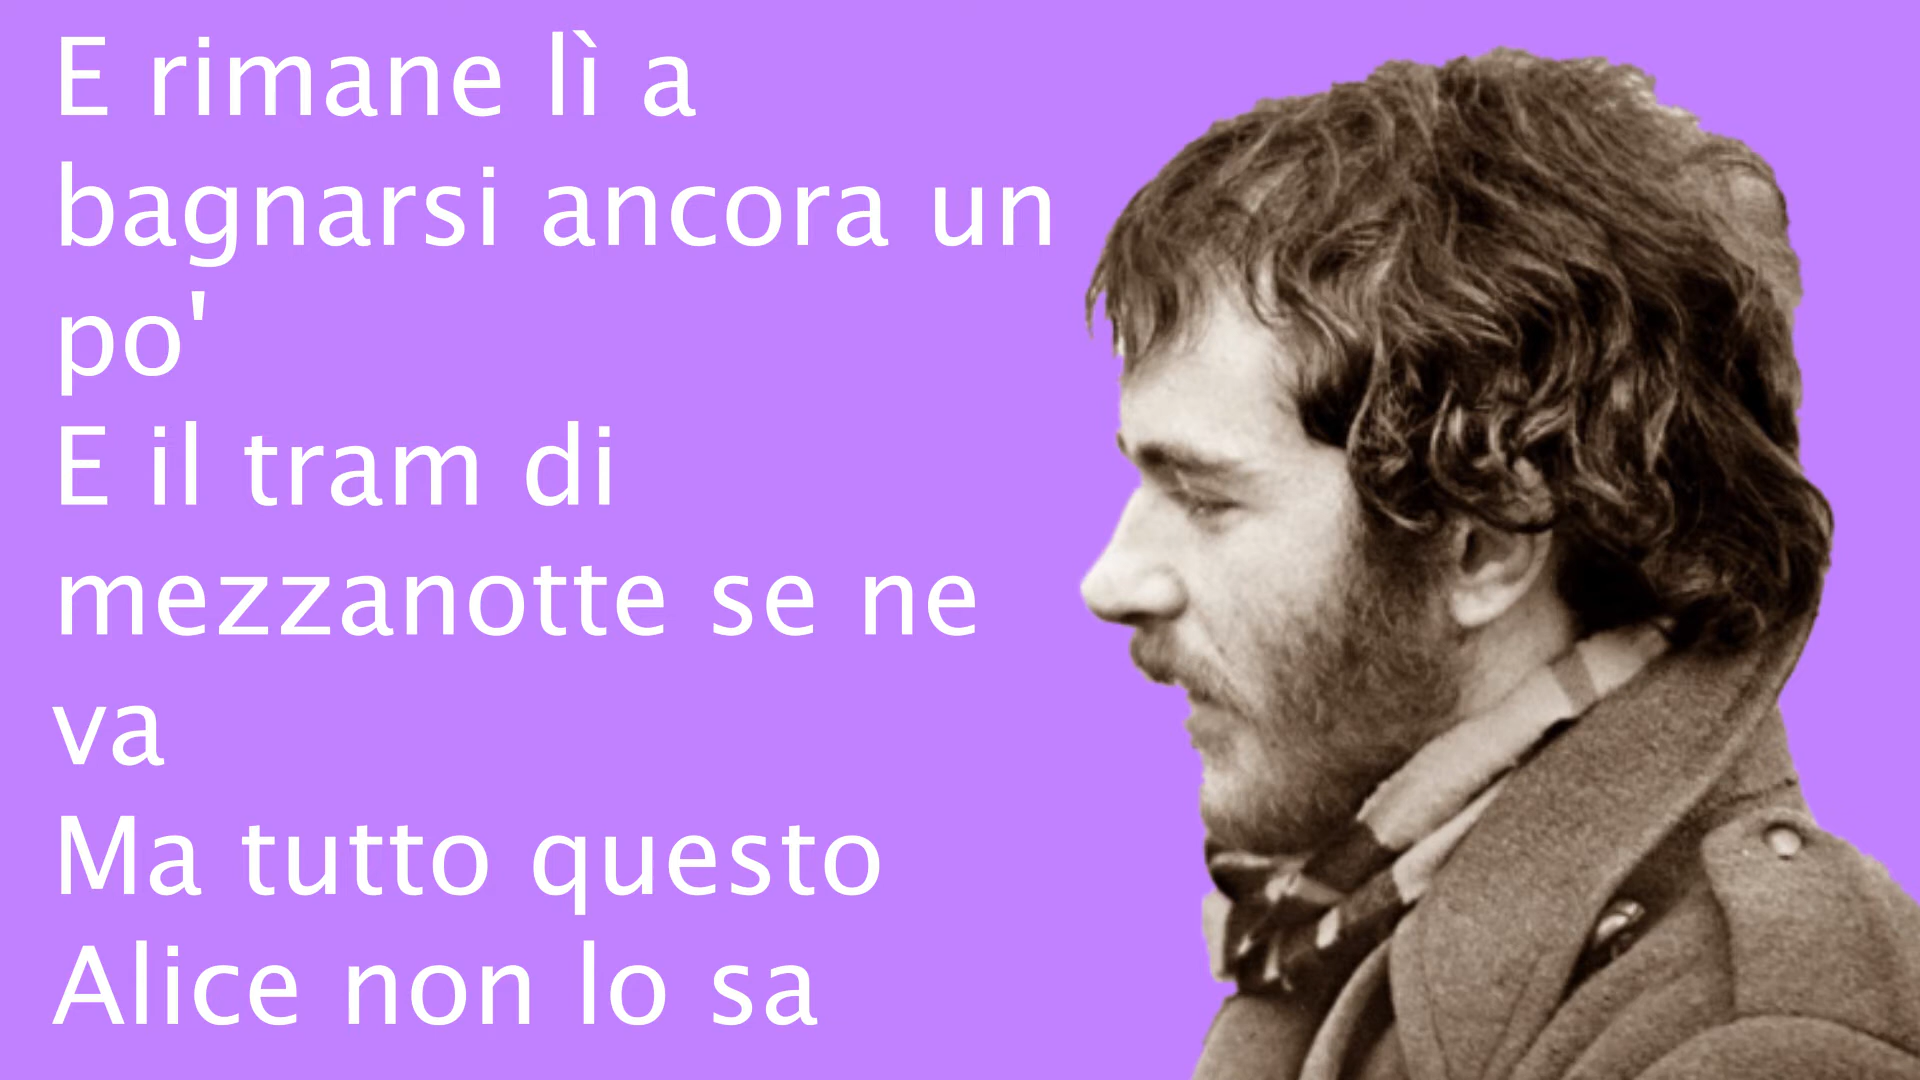 E rimane lì a
bagnarsi ancora un
po'
E il tram di
mezzanotte se ne
va
Ma tutto questo
Alice non lo sa